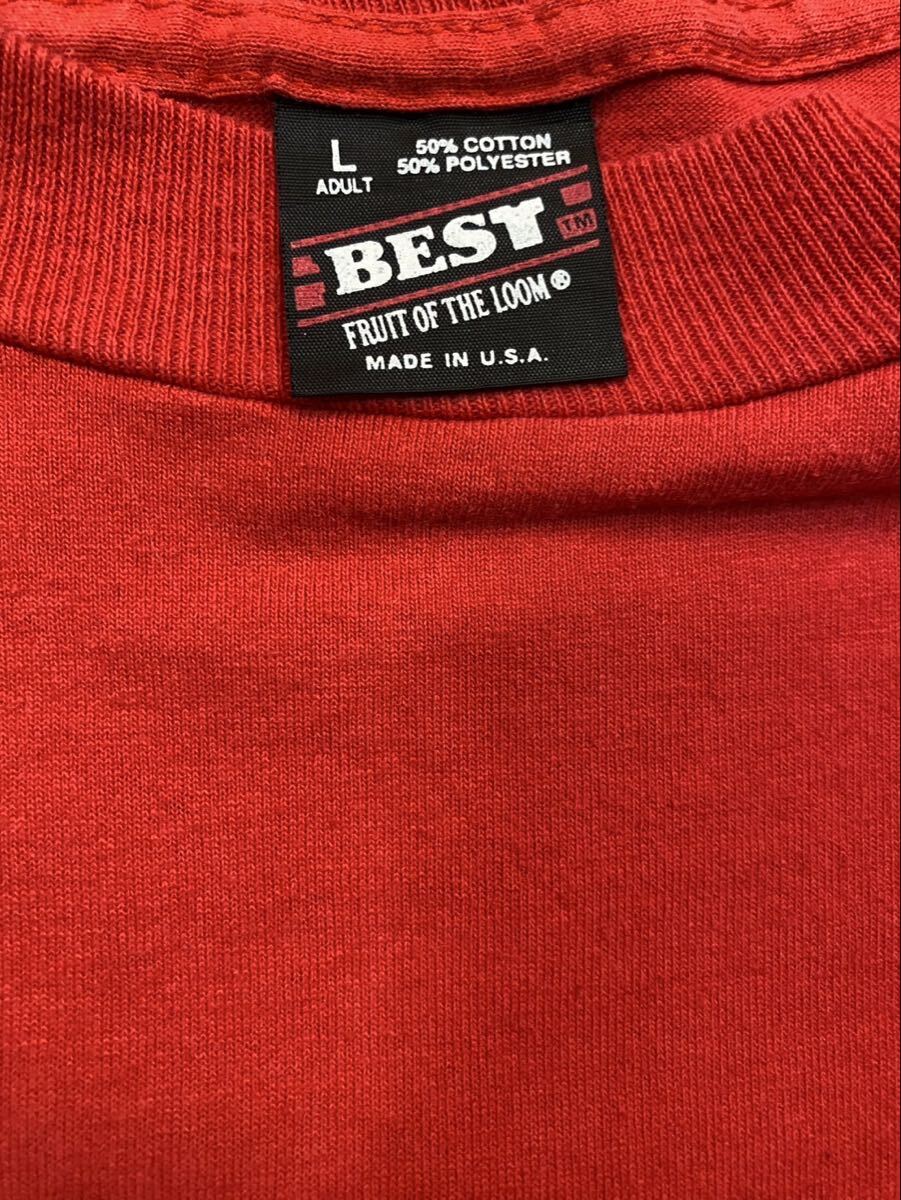 L
ADULT
50% COTTON
50% POLYESTER
BEST TM
FRUIT OF THE LOOM®
MADE IN U.S.A.